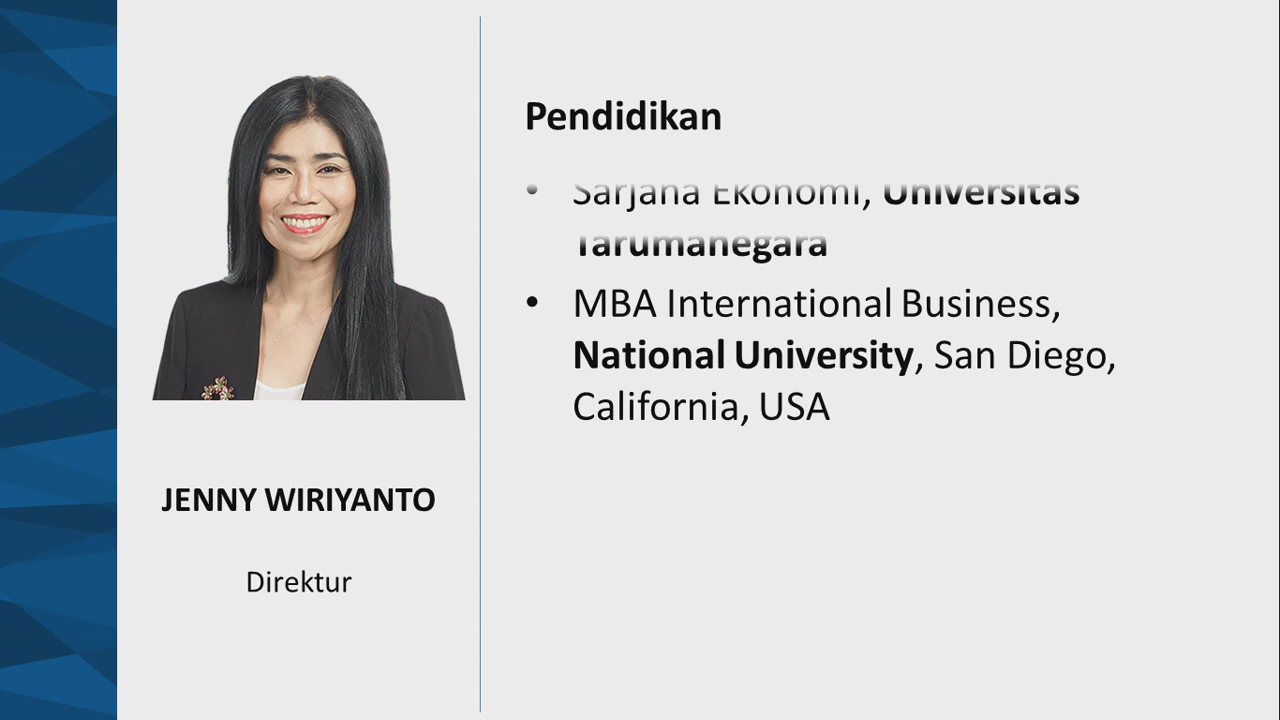 Pendidikan
• Sarjana Ekonomi, Universitas
Tarumanegara
• MBA International Business,
National University, San Diego,
California, USA
JENNY WIRIYANTO
Direktur